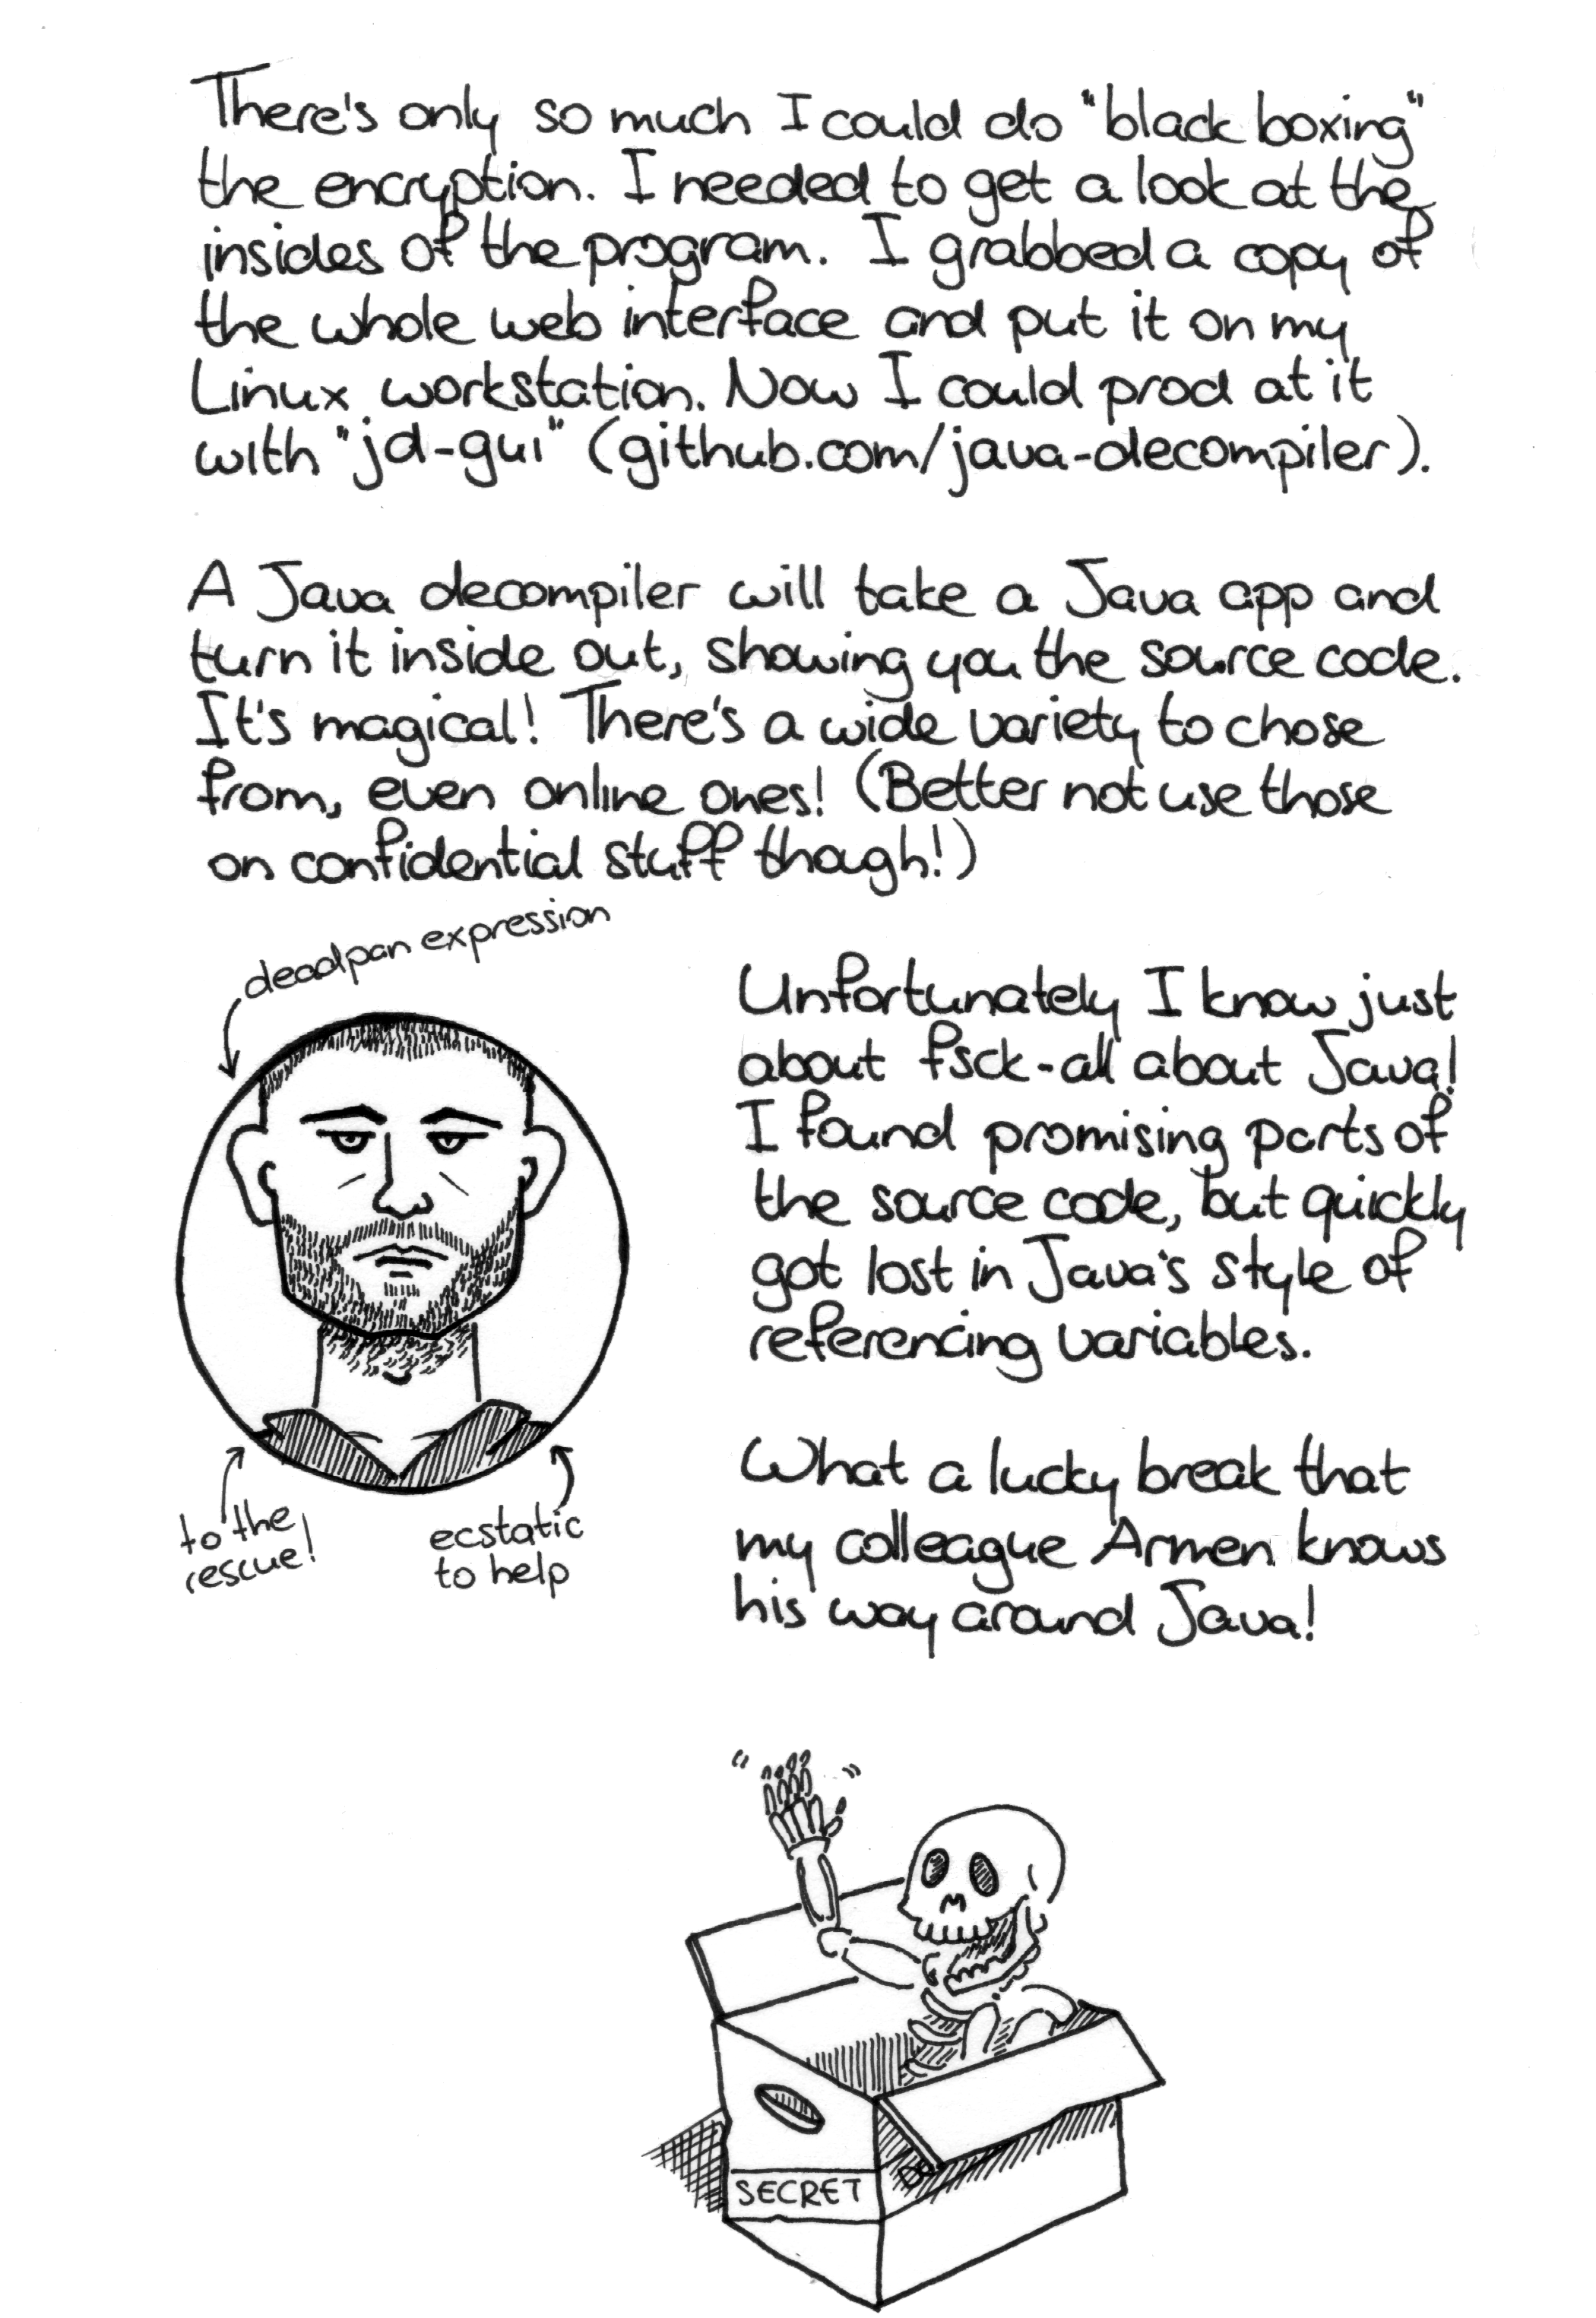 There's only so much I could do "black boxing"
the encryption. I needed to get a look at the
insides of the program. I grabbed a copy of
the whole web interface and put it on my
Linux workstation. Now I could prod at it
with "jd-gui" (github.com/java-decompiler).
A Java decompiler will take a Java app and
turn it inside out, showing you the source code.
It's magical! There's a wide variety to chose
from, even online ones! (Better not use those
on confidential stuff though!)
deadpan expression
Unfortunately I know just
about fsck-all about Java!
I found promising parts of
the source code, but quickly
got lost in Java's style of
referencing variables.
to the
rescue!
ecstatic
to help
What a lucky break that
my colleague Armen knows
his way around Java!
SECRET